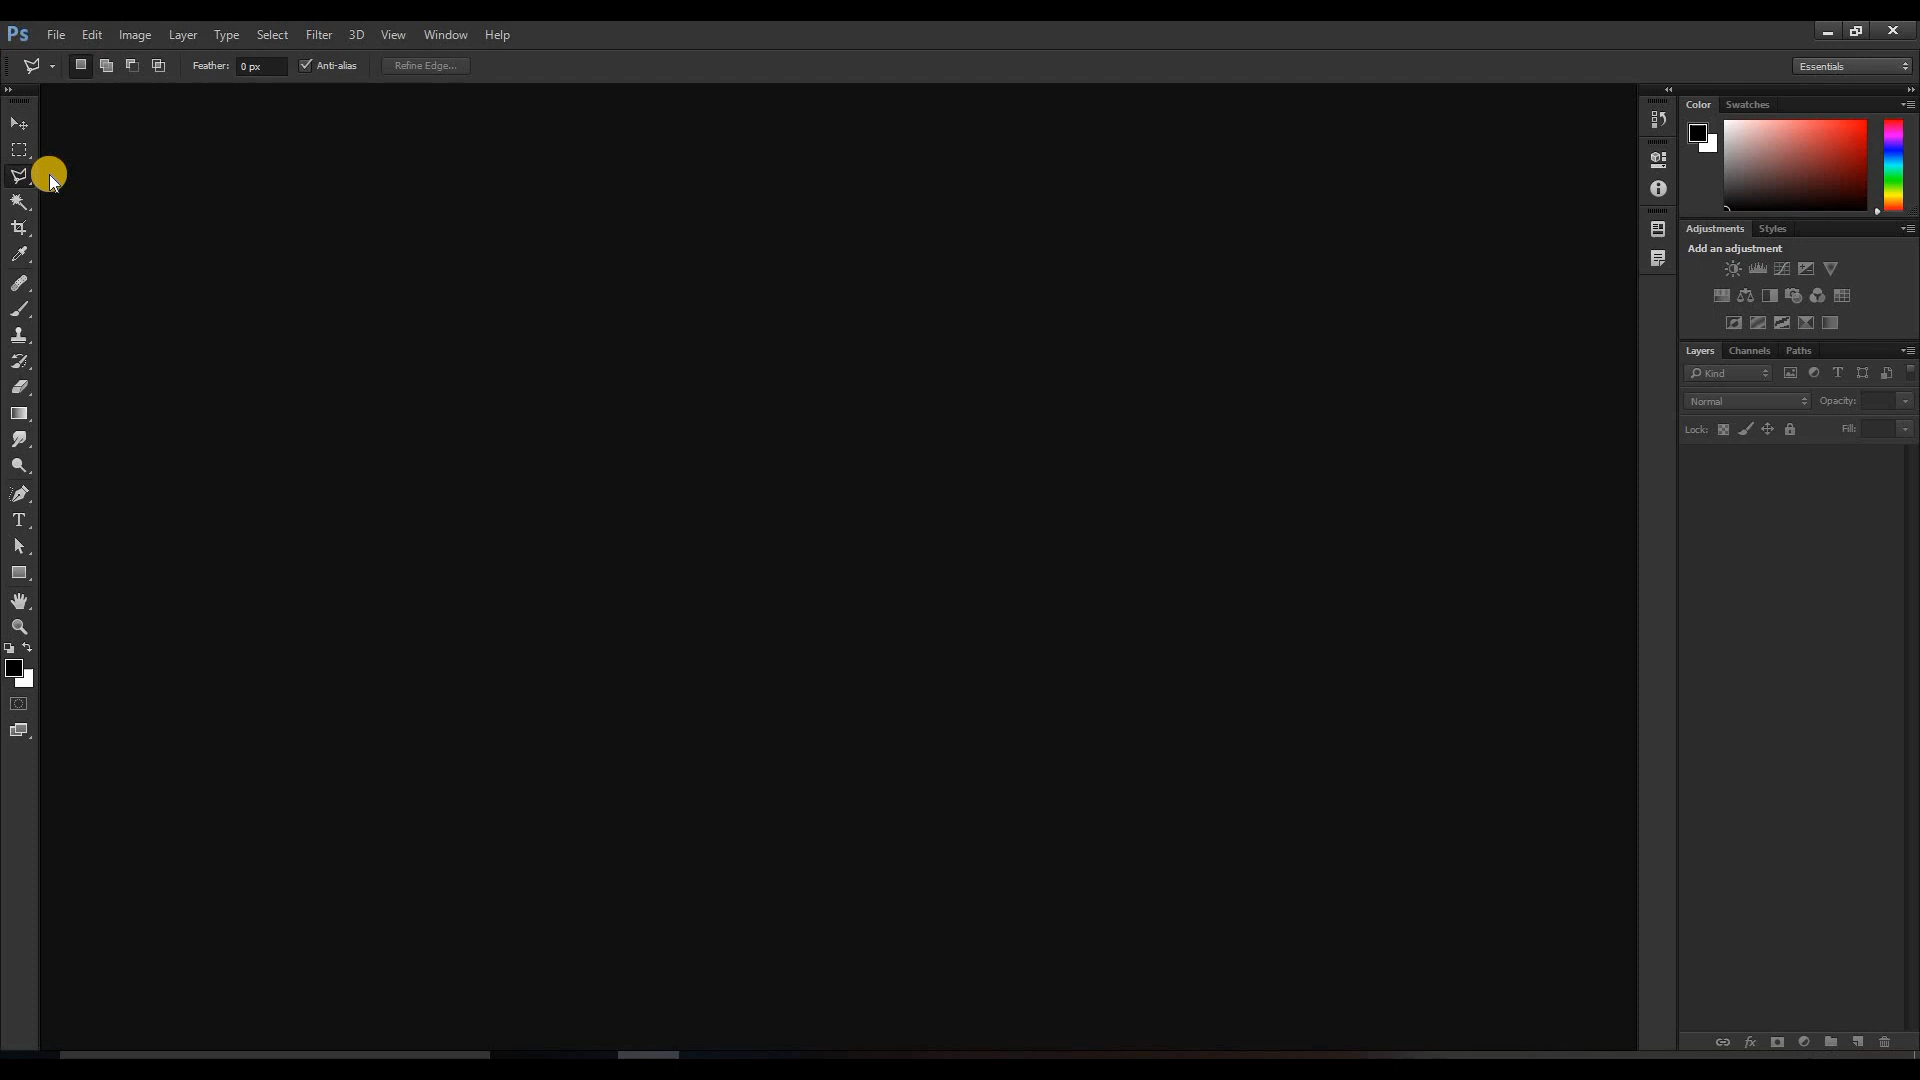 Ps File Edit Image Layer Type Select Filter 3D View Window Help
Feather: 0 px Anti-alias Refine Edge... Essentials
Color Swatches
Adjustments Styles
Add an adjustment
Layers Channels Paths
Kind T
Normal Opacity:
Lock: Fill:
T
fx